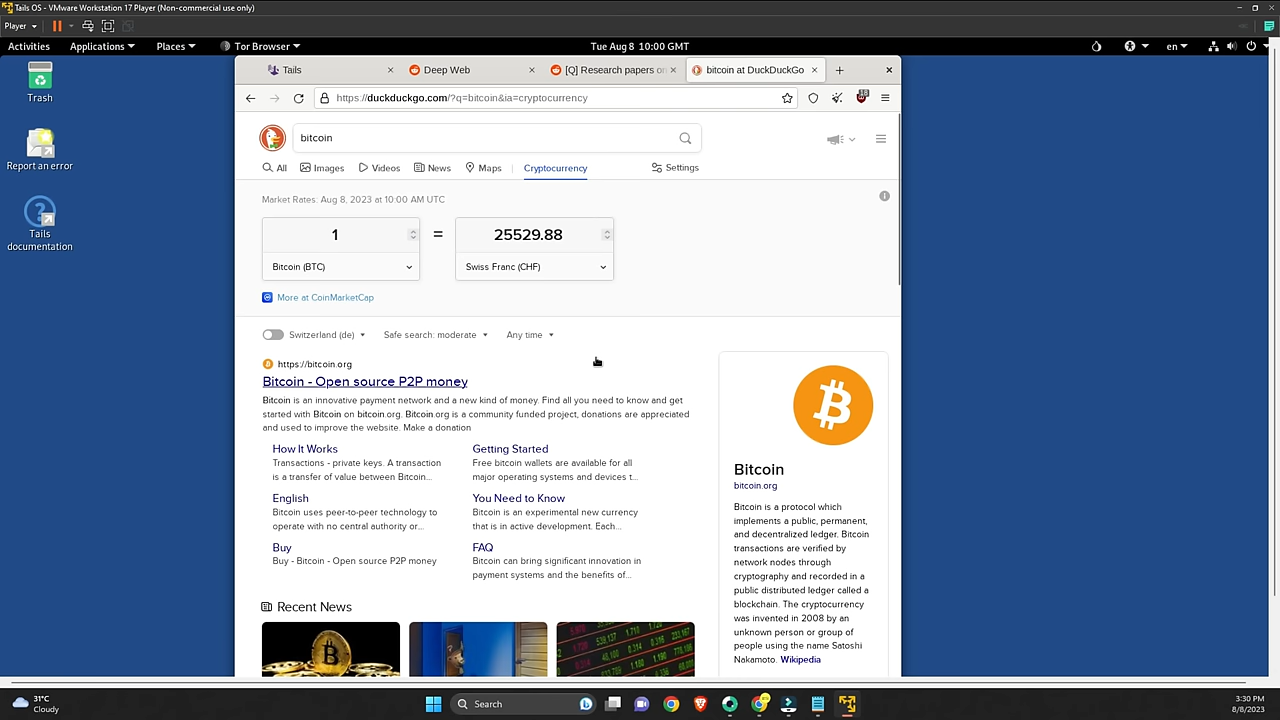 Tails OS - VMware Workstation 17 Player (Non-commercial use only)
Player
Activities Applications Places Tor Browser Tue Aug 8 10:00 GMT en
Trash
Report an error
Tails
documentation
Tails Deep Web [Q] Research papers on bitcoin at DuckDuckGo
https://duckduckgo.com/?q=bitcoin&ia=cryptocurrency
bitcoin
All Images Videos News Maps Cryptocurrency Settings
Market Rates: Aug 8, 2023 at 10:00 AM UTC
1 = 25529.88
Bitcoin (BTC) Swiss Franc (CHF)
More at CoinMarketCap
Switzerland (de) Safe search: moderate Any time
https://bitcoin.org
Bitcoin - Open source P2P money
Bitcoin is an innovative payment network and a new kind of money. Find all you need to know and get
started with Bitcoin on bitcoin.org. Bitcoin.org is a community funded project, donations are appreciated
and used to improve the website. Make a donation
How It Works
Transactions - private keys. A transaction
is a transfer of value between Bitcoin...
Getting Started
Free bitcoin wallets are available for all
major operating systems and devices t...
English
Bitcoin uses peer-to-peer technology to
operate with no central authority or...
You Need to Know
Bitcoin is an experimental new currency
that is in active development. Each...
Buy
Buy - Bitcoin - Open source P2P money
FAQ
Bitcoin can bring significant innovation in
payment systems and the benefits of...
Recent News
Bitcoin
bitcoin.org
Bitcoin is a protocol which
implements a public, permanent,
and decentralized ledger. Bitcoin
transactions are verified by
network nodes through
cryptography and recorded in a
public distributed ledger called a
blockchain. The cryptocurrency
was invented in 2008 by an
unknown person or group of
people using the name Satoshi
Nakamoto. Wikipedia
31°C
Cloudy
Search
3:30 PM
8/8/2023